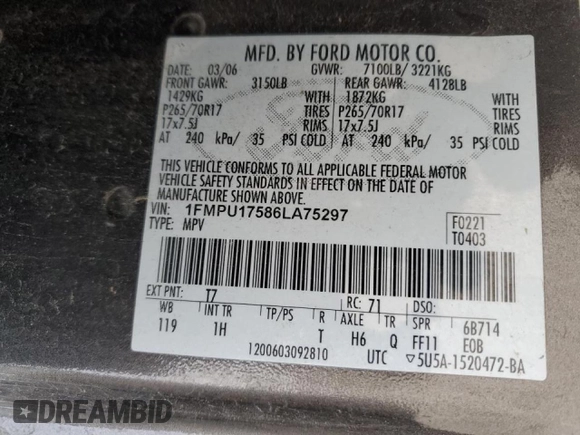 MFD. BY FORD MOTOR CO.
DATE: 03/06 GVWR: 7100LB/ 3221KG
FRONT GAWR: 3150LB REAR GAWR: 4128LB
1429KG WITH 1872KG WITH
P265/70R17 TIRES P265/70R17 TIRES
17x7.5J RIMS 17x7.5J RIMS
AT 240 kPa/ 35 PSI COLD AT 240 kPa/ 35 PSI COLD
THIS VEHICLE CONFORMS TO ALL APPLICABLE FEDERAL MOTOR
VEHICLE SAFETY STANDARDS IN EFFECT ON THE DATE OF
MANUFACTURE SHOWN ABOVE.
VIN: 1FMPU17586LA75297 F0221
TYPE: MPV T0403
EXT PNT: T7 RC: 71 DSO:
WB INT TR TP/PS R AXLE TR SPR 6B714
119 1H T H6 Q FF11 EOB
1200603092810 UTC ▽5U5A-1520472-BA
DREAMBID